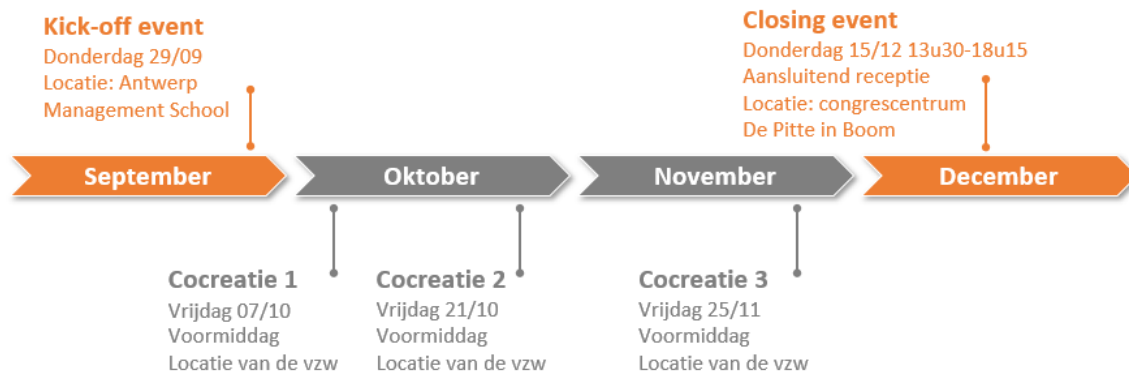 Kick-off event
Donderdag 29/09
Locatie: Antwerp
Management School
Closing event
Donderdag 15/12 13u30-18u15
Aansluitend receptie
Locatie: congrescentrum
De Pitte in Boom
September
Oktober
November
December
Cocreatie 1
Vrijdag 07/10
Voormiddag
Locatie van de vzw
Cocreatie 2
Vrijdag 21/10
Voormiddag
Locatie van de vzw
Cocreatie 3
Vrijdag 25/11
Voormiddag
Locatie van de vzw